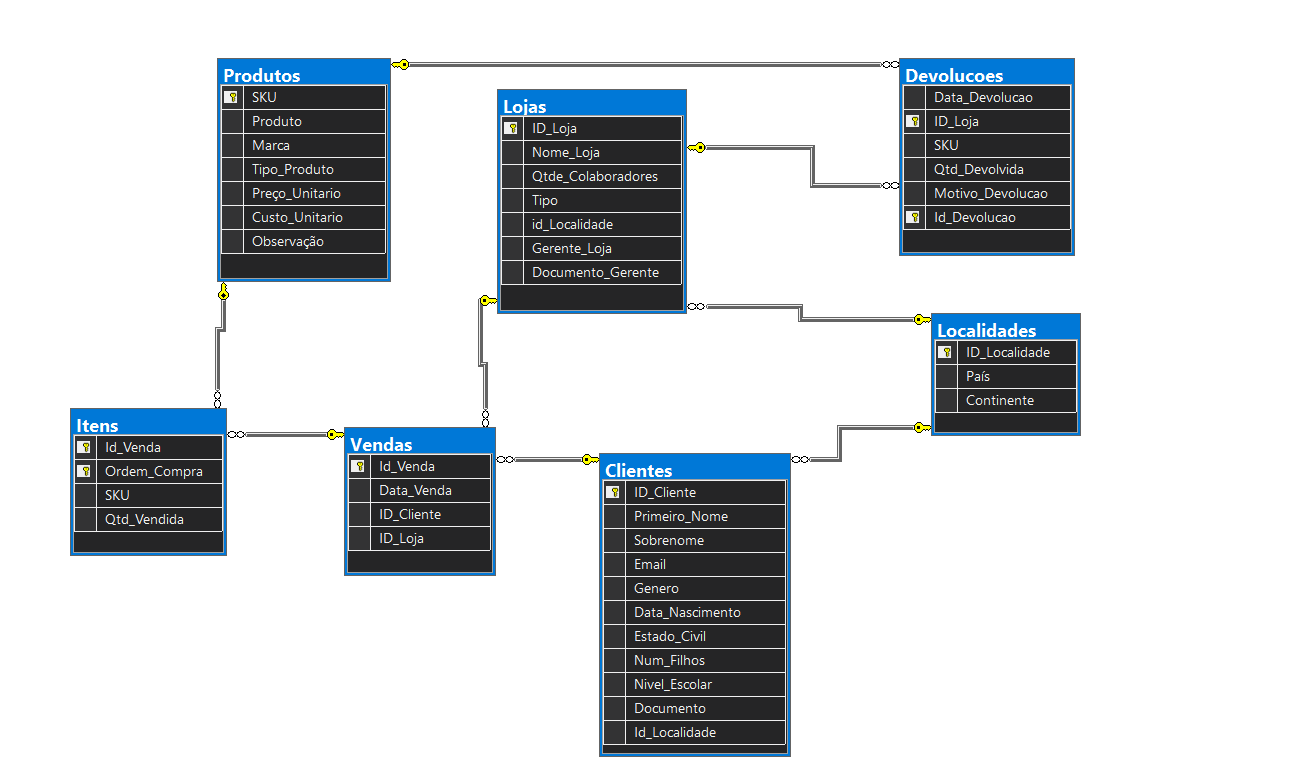 Produtos
SKU
Produto
Marca
Tipo_Produto
Preço_Unitario
Custo_Unitario
Observação
Lojas
ID_Loja
Nome_Loja
Qtde_Colaboradores
Tipo
id_Localidade
Gerente_Loja
Documento_Gerente
Devolucoes
Data_Devolucao
ID_Loja
SKU
Qtd_Devolvida
Motivo_Devolucao
Id_Devolucao
Localidades
ID_Localidade
País
Continente
Itens
Id_Venda
Ordem_Compra
SKU
Qtd_Vendida
Vendas
Id_Venda
Data_Venda
ID_Cliente
ID_Loja
Clientes
ID_Cliente
Primeiro_Nome
Sobrenome
Email
Genero
Data_Nascimento
Estado_Civil
Num_Filhos
Nivel_Escolar
Documento
Id_Localidade